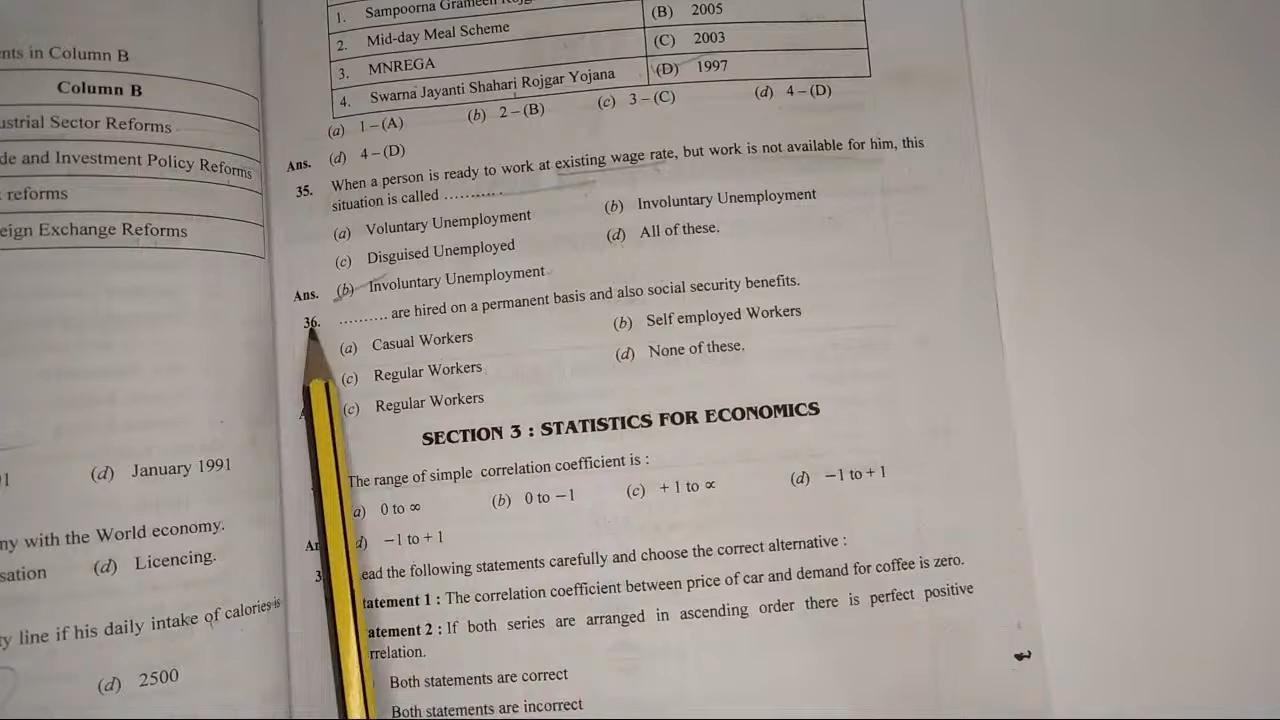 nts in Column B
Column B
ustrial Sector Reforms
de and Investment Policy Reforms
reforms
eign Exchange Reforms
1 (d) January 1991
ny with the World economy.
sation (d) Licencing.
ty line if his daily intake of calories is
(d) 2500
1. Sampoorna Grameen
2. Mid-day Meal Scheme (B) 2005
3. MNREGA (C) 2003
4. Swarna Jayanti Shahari Rojgar Yojana (D) 1997
(a) 1–(A) (b) 2–(B) (c) 3–(C) (d) 4–(D)
Ans. (d) 4–(D)
35. When a person is ready to work at existing wage rate, but work is not available for him, this
situation is called ..........
(a) Voluntary Unemployment (b) Involuntary Unemployment
(c) Disguised Unemployed (d) All of these.
Ans. (b) Involuntary Unemployment
36. .......... are hired on a permanent basis and also social security benefits.
(a) Casual Workers (b) Self employed Workers
(c) Regular Workers (d) None of these.
(c) Regular Workers
SECTION 3 : STATISTICS FOR ECONOMICS
The range of simple correlation coefficient is :
a) 0 to ∞ (b) 0 to −1 (c) +1 to ∝ (d) −1 to +1
An d) −1 to +1
3 ead the following statements carefully and choose the correct alternative :
tatement 1 : The correlation coefficient between price of car and demand for coffee is zero.
atement 2 : If both series are arranged in ascending order there is perfect positive
rrelation.
Both statements are correct
Both statements are incorrect